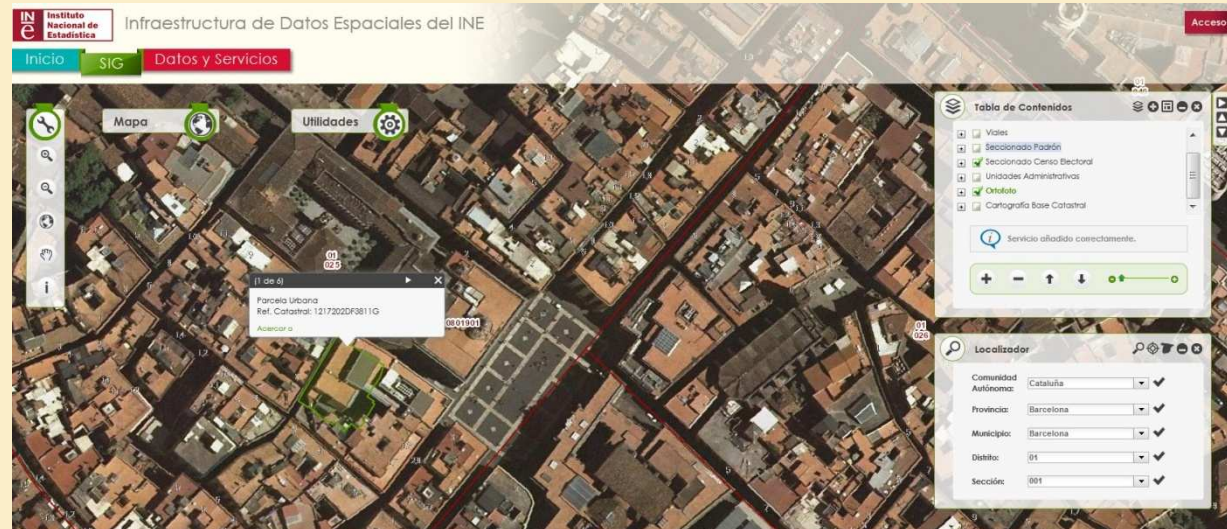 Instituto
Nacional de
Estadística
Infraestructura de Datos Espaciales del INE
Acceso
Inicio
SIG
Datos y Servicios
Mapa
Utilidades
Tabla de Contenidos
Viales
Seccionado Padrón
Seccionado Censo Electoral
Unidades Administrativas
Ortofoto
Cartografía Base Catastral
Servicio añadido correctamente.
01
025
(1 de 6)
Parcela Urbana
Ref. Catastral: 1217202DF3811G
Acercar a
0801901
01
026
Localizador
Comunidad
Autónoma:
Cataluña
Provincia:
Barcelona
Municipio:
Barcelona
Distrito:
01
Sección:
001